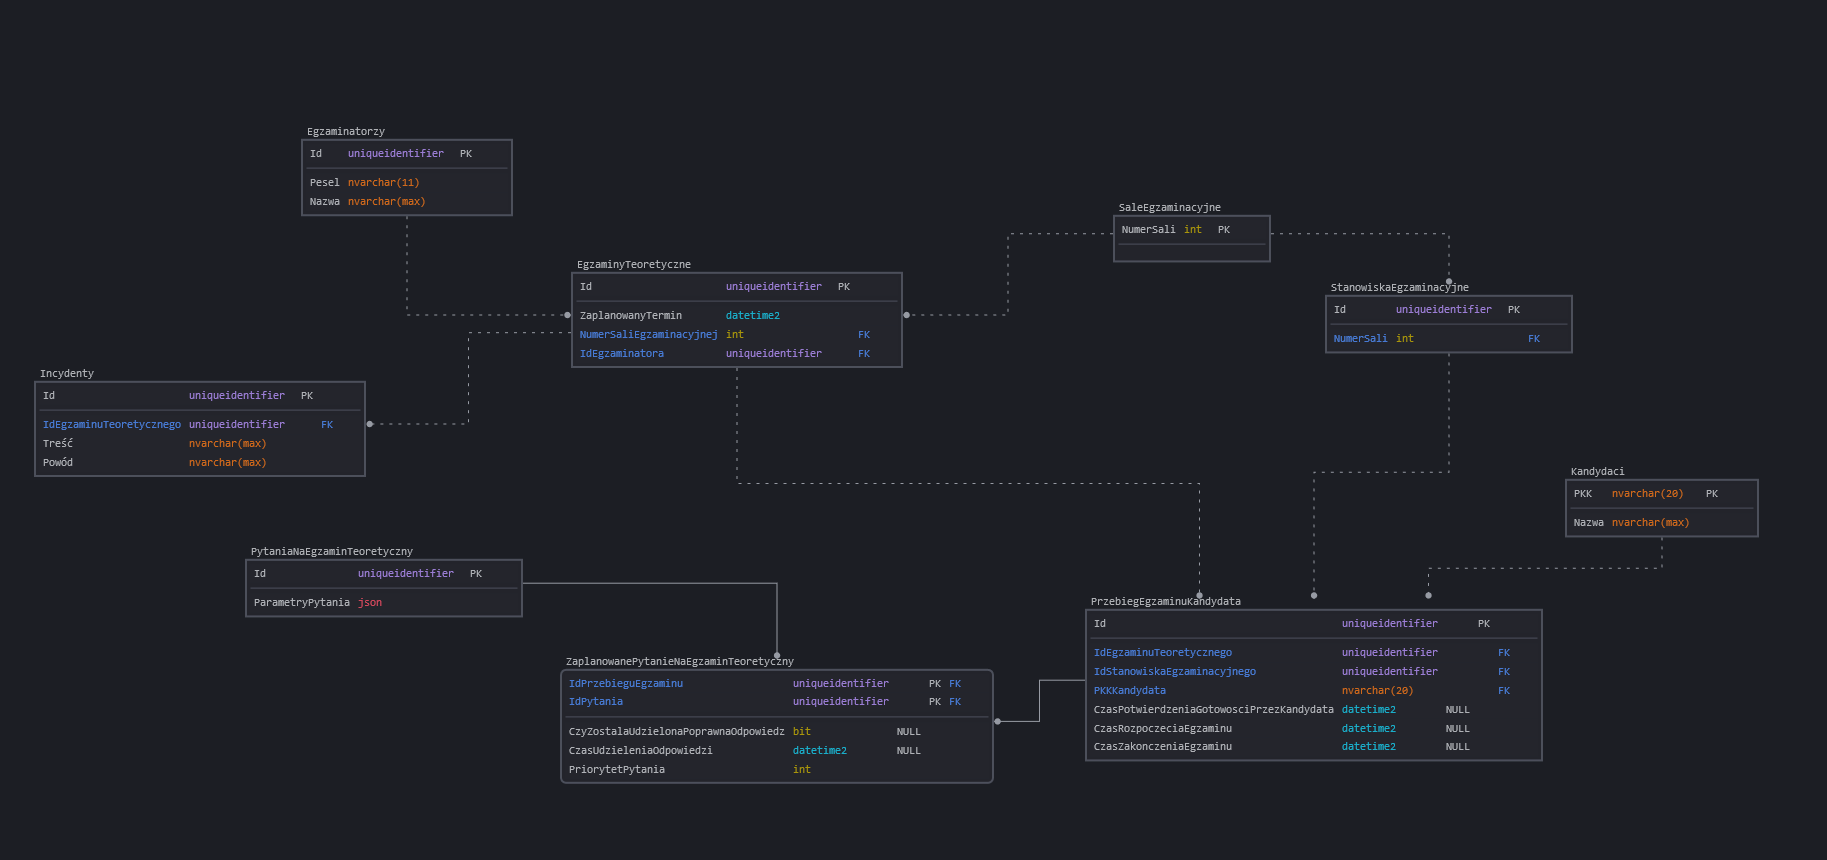 Egzaminatorzy
Id uniqueidentifier PK
Pesel nvarchar(11)
Nazwa nvarchar(max)
SaleEgzaminacyjne
NumerSali int PK
EgzaminyTeoretyczne
Id uniqueidentifier PK
ZaplanowanyTermin datetime2
NumerSaliEgzaminacyjnej int FK
IdEgzaminatora uniqueidentifier FK
StanowiskaEgzaminacyjne
Id uniqueidentifier PK
NumerSali int FK
Incydenty
Id uniqueidentifier PK
IdEgzaminuTeoretycznego uniqueidentifier FK
Treść nvarchar(max)
Powód nvarchar(max)
Kandydaci
PKK nvarchar(20) PK
Nazwa nvarchar(max)
PytaniaNaEgzaminTeoretyczny
Id uniqueidentifier PK
ParametryPytania json
PrzebiegEgzaminuKandydata
Id uniqueidentifier PK
IdEgzaminuTeoretycznego uniqueidentifier FK
IdStanowiskaEgzaminacyjnego uniqueidentifier FK
PKKKandydata nvarchar(20) FK
CzasPotwierdzeniaGotowosciPrzezKandydata datetime2 NULL
CzasRozpoczeciaEgzaminu datetime2 NULL
CzasZakonczeniaEgzaminu datetime2 NULL
ZaplanowanePytanieNaEgzaminTeoretyczny
IdPrzebieguEgzaminu uniqueidentifier PK FK
IdPytania uniqueidentifier PK FK
CzyZostalaUdzielonaPoprawnaOdpowiedz bit NULL
CzasUdzieleniaOdpowiedzi datetime2 NULL
PriorytetPytania int